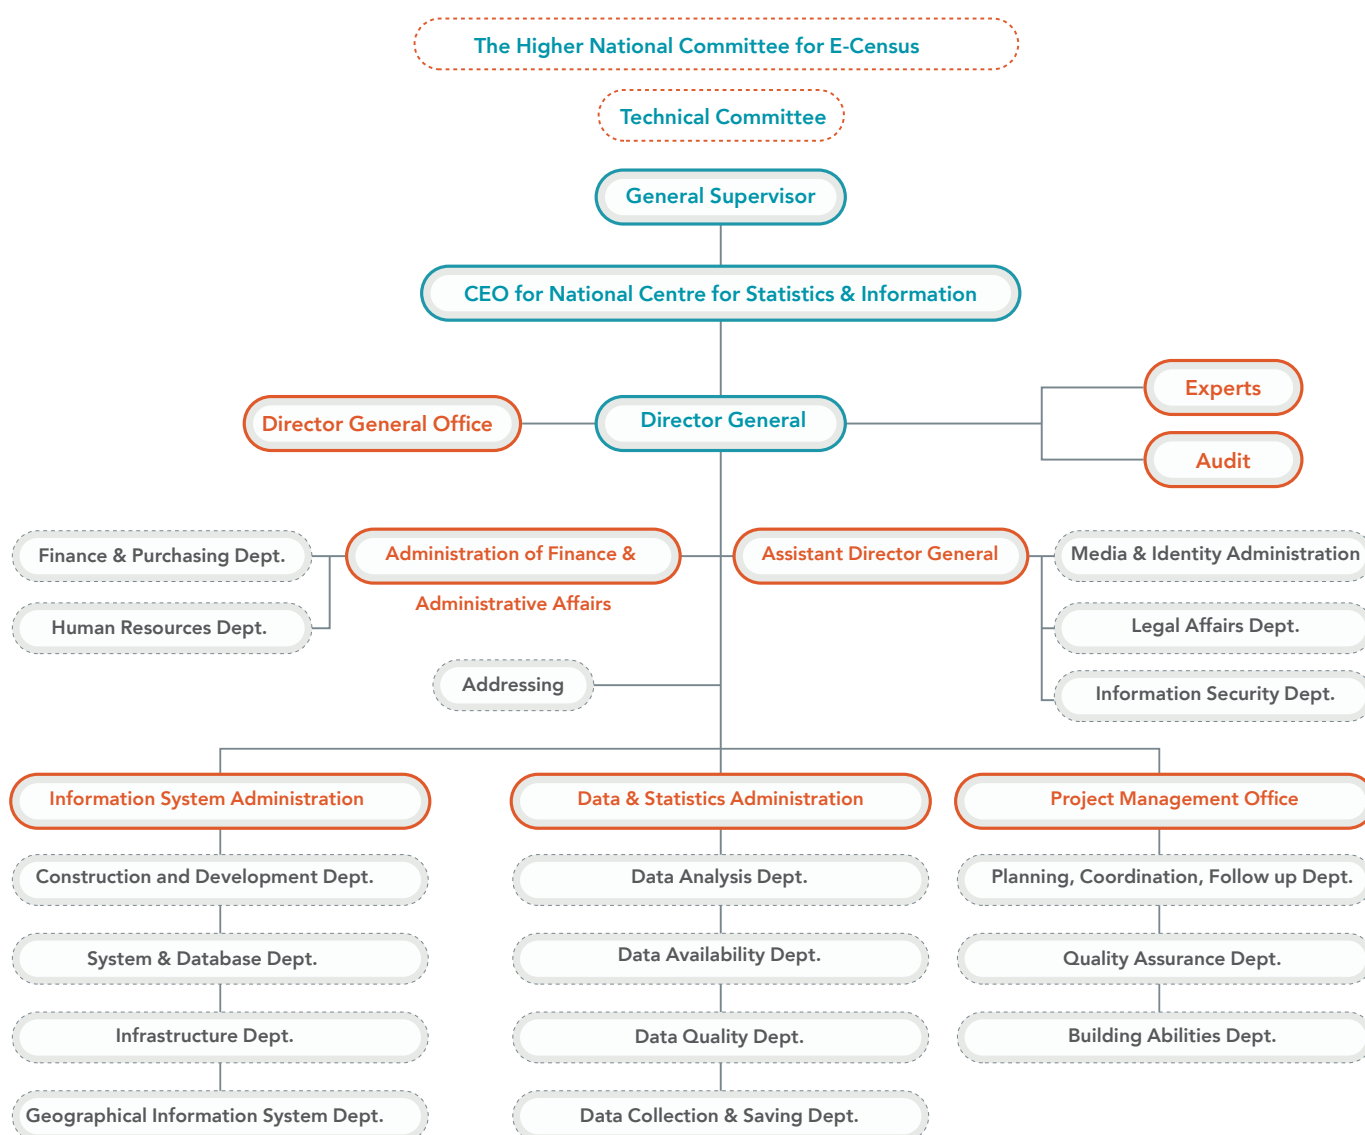 The Higher National Committee for E-Census
Technical Committee
General Supervisor
CEO for National Centre for Statistics & Information
Director General Office
Director General
Experts
Audit
Finance & Purchasing Dept.
Administration of Finance &
Administrative Affairs
Assistant Director General
Media & Identity Administration
Human Resources Dept.
Legal Affairs Dept.
Addressing
Information Security Dept.
Information System Administration
Data & Statistics Administration
Project Management Office
Construction and Development Dept.
Data Analysis Dept.
Planning, Coordination, Follow up Dept.
System & Database Dept.
Data Availability Dept.
Quality Assurance Dept.
Infrastructure Dept.
Data Quality Dept.
Building Abilities Dept.
Geographical Information System Dept.
Data Collection & Saving Dept.